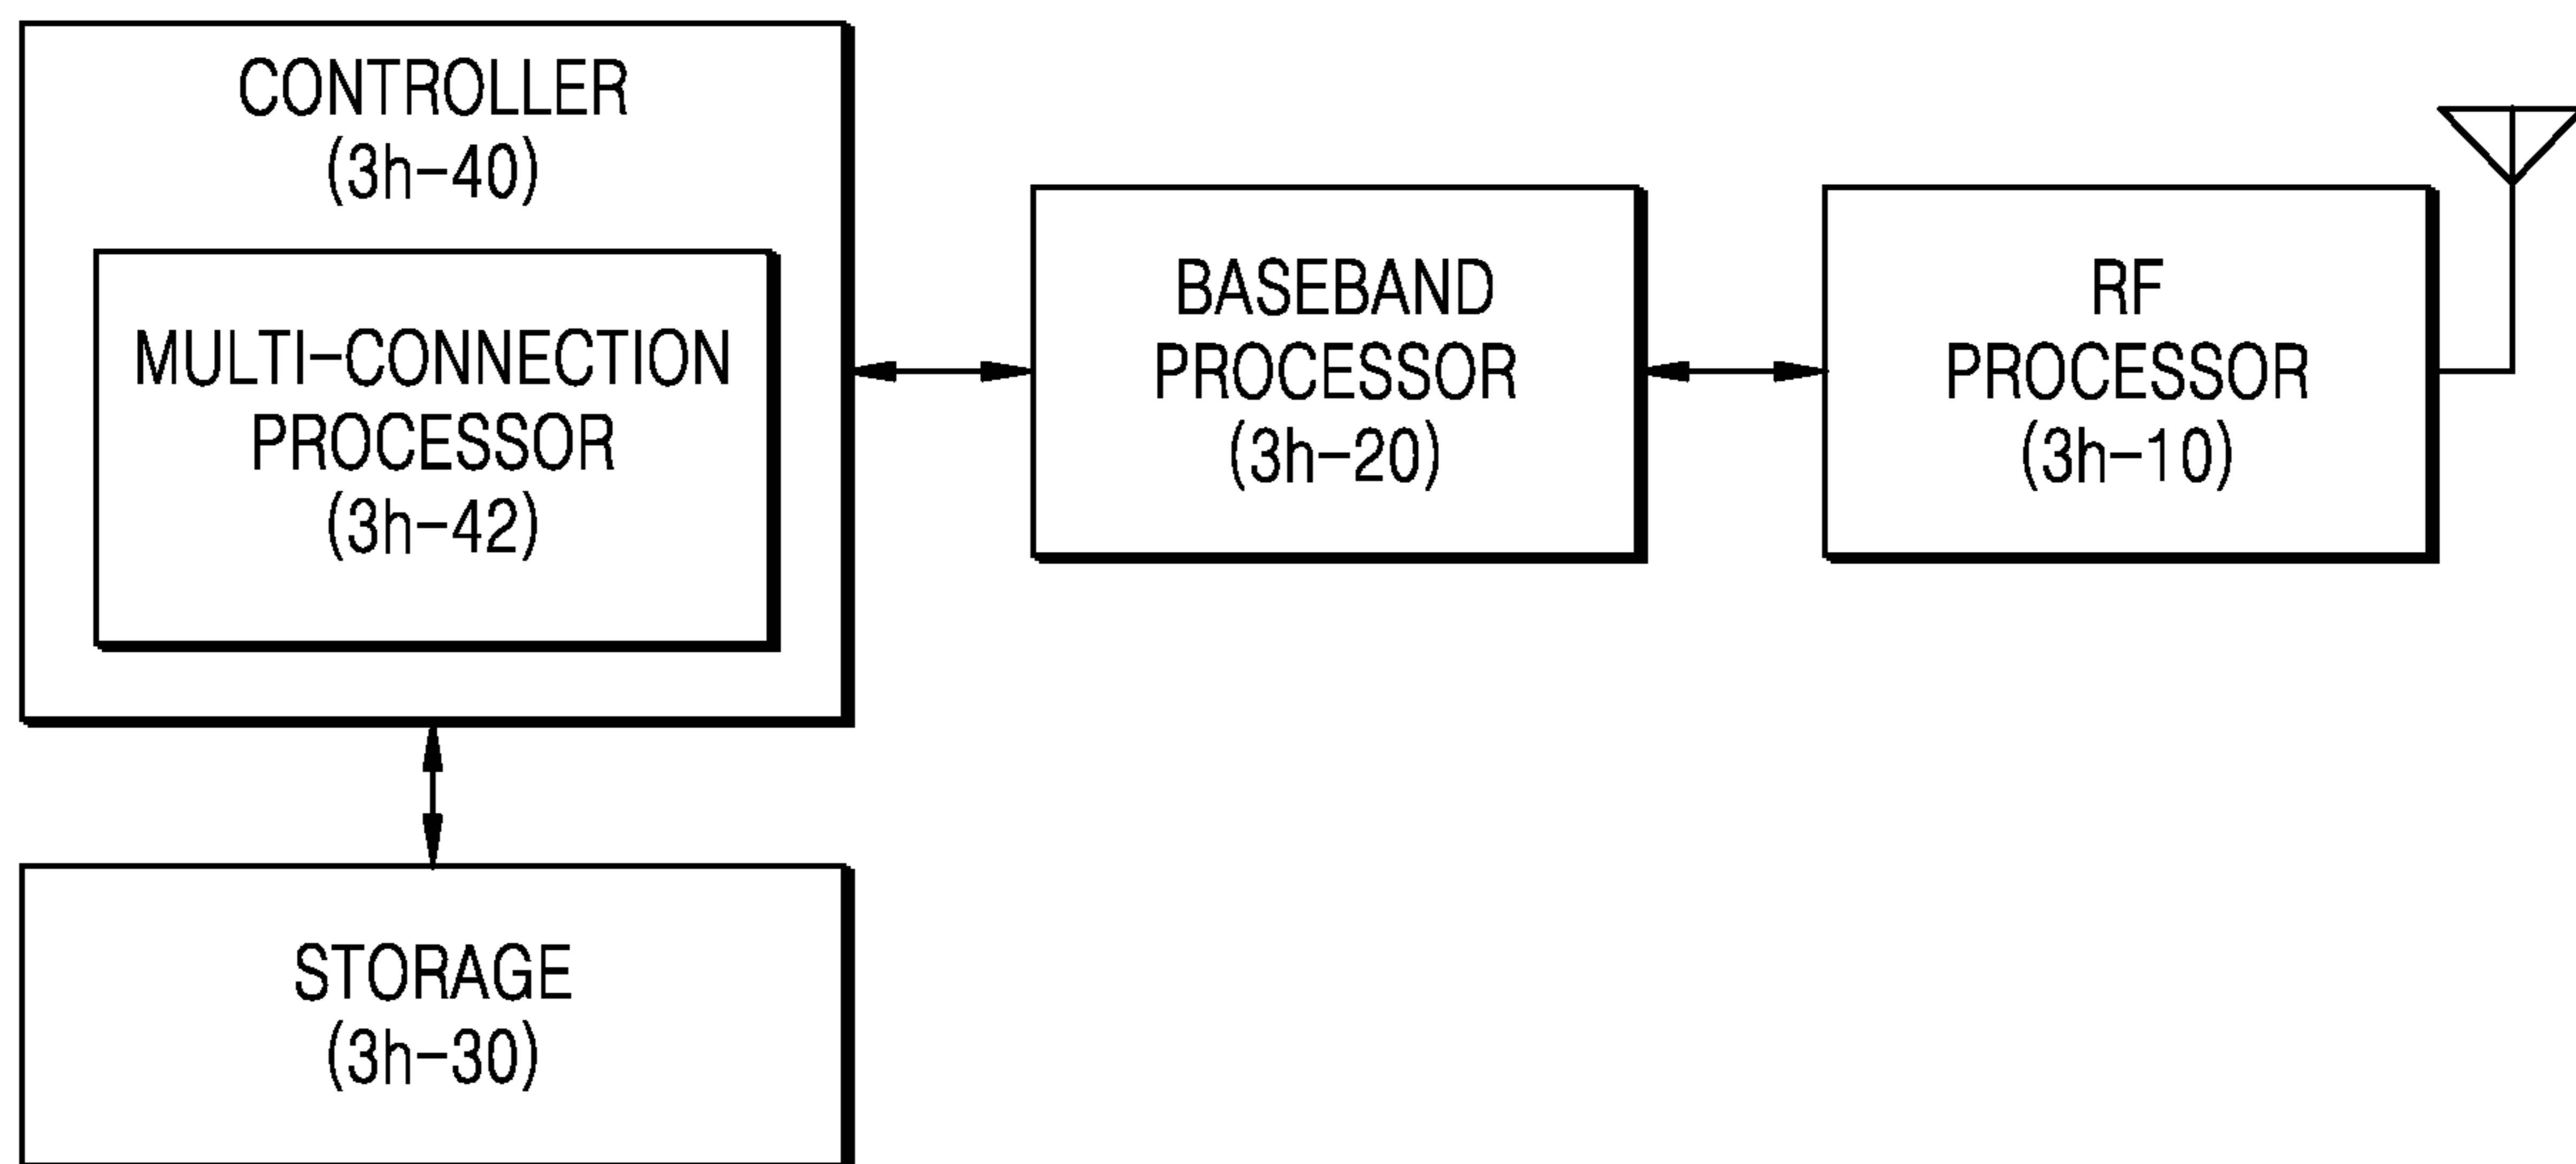 CONTROLLER
(3h-40)
MULTI-CONNECTION
PROCESSOR
(3h-42)
BASEBAND
PROCESSOR
(3h-20)
RF
PROCESSOR
(3h-10)
STORAGE
(3h-30)